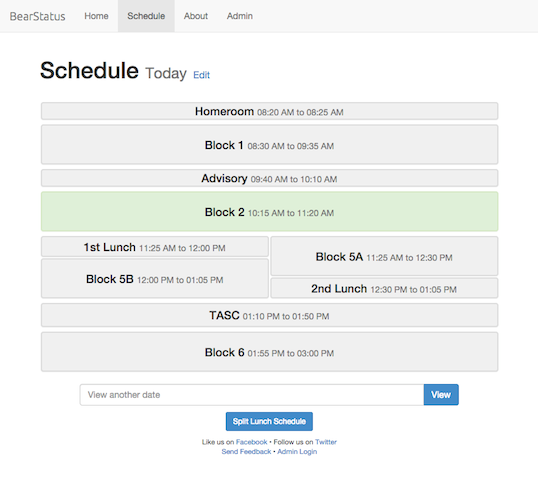 BearStatus Home Schedule About Admin
Schedule Today Edit
Homeroom 08:20 AM to 08:25 AM
Block 1 08:30 AM to 09:35 AM
Advisory 09:40 AM to 10:10 AM
Block 2 10:15 AM to 11:20 AM
1st Lunch 11:25 AM to 12:00 PM
Block 5B 12:00 PM to 01:05 PM
Block 5A 11:25 AM to 12:30 PM
2nd Lunch 12:30 PM to 01:05 PM
TASC 01:10 PM to 01:50 PM
Block 6 01:55 PM to 03:00 PM
View another date View
Split Lunch Schedule
Like us on Facebook • Follow us on Twitter
Send Feedback • Admin Login